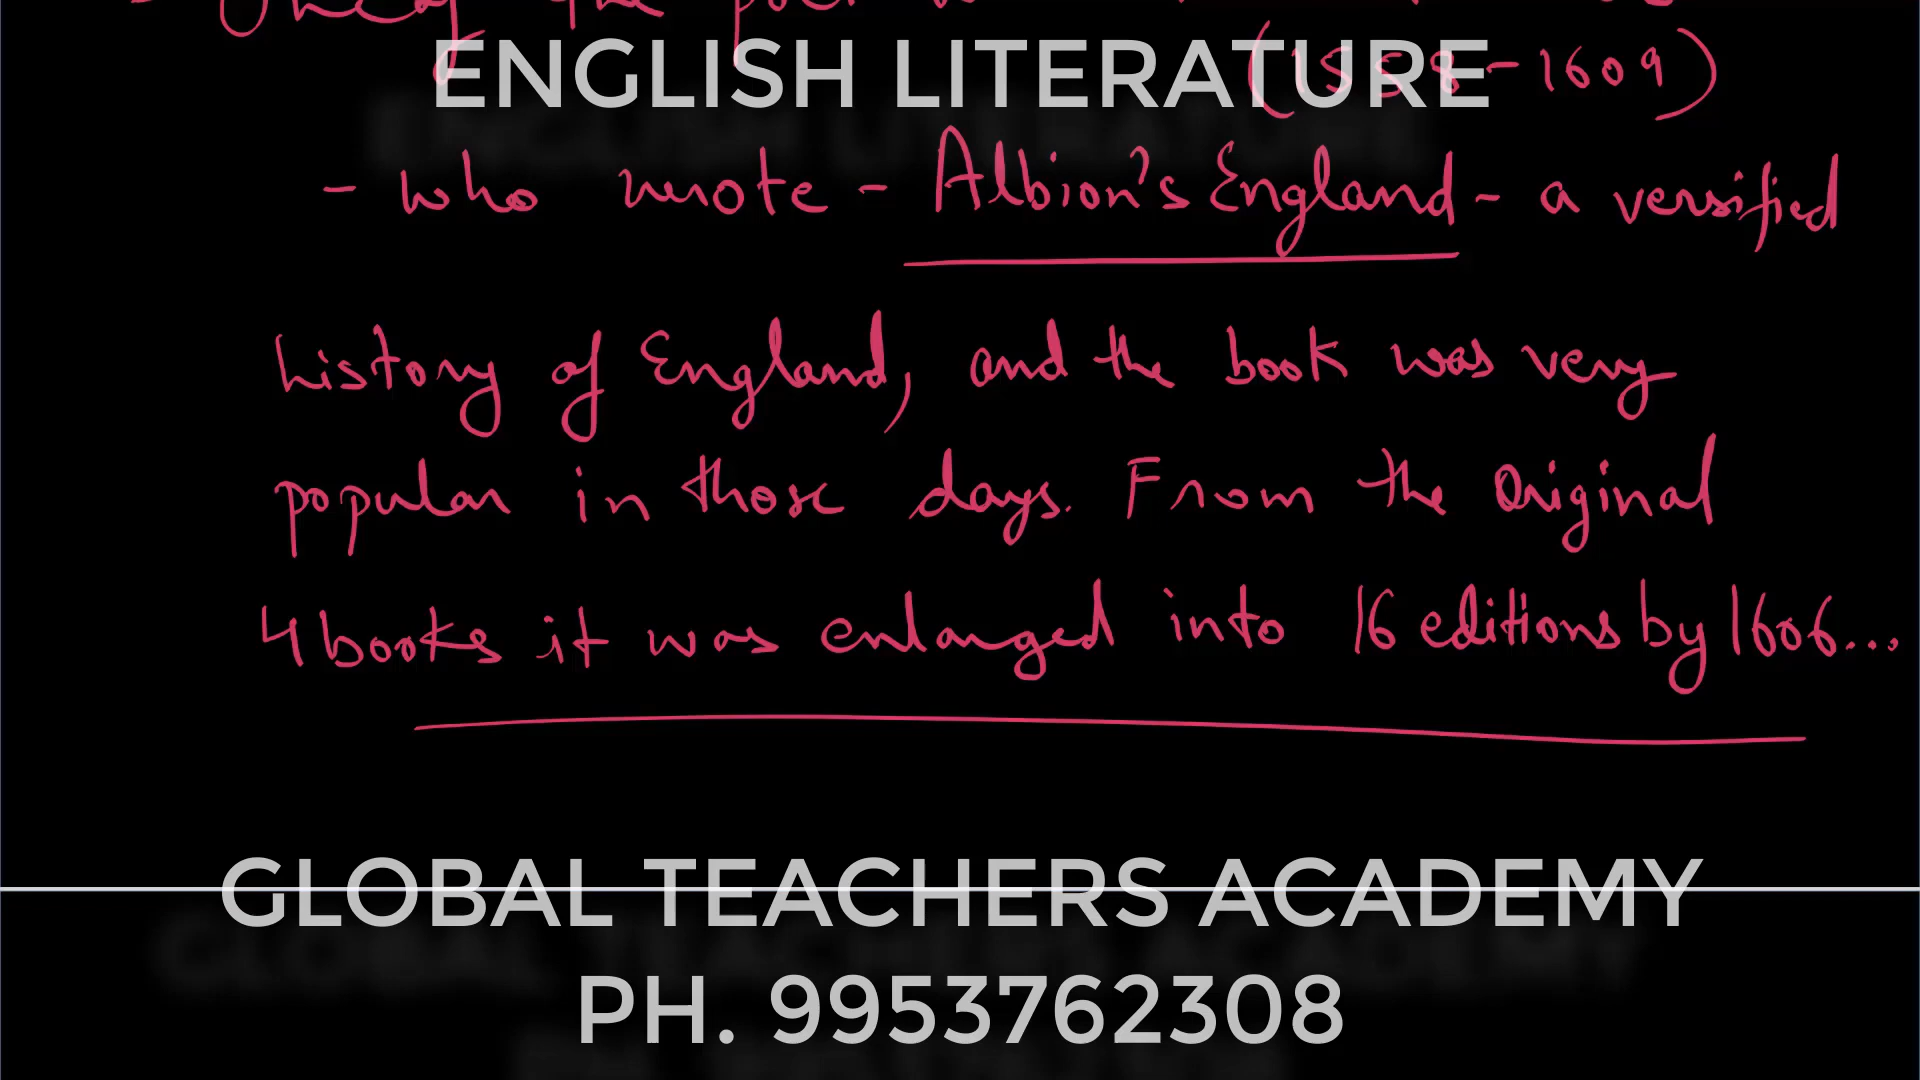 the
ENGLISH LITERATURE
(1558-1609)
- who wrote - Albion's England - a versified
history of England, and the book was very
popular in those days. From the Original
4 books it was enlarged into 16 editions by 1606...
GLOBAL TEACHERS ACADEMY
PH. 9953762308